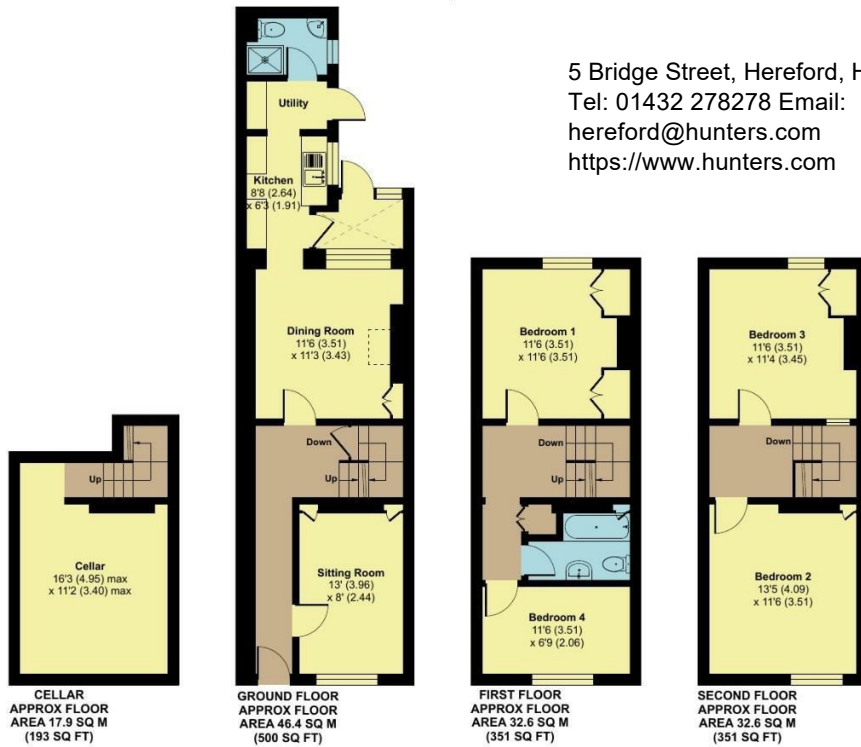 5 Bridge Street, Hereford, H
Tel: 01432 278278 Email:
hereford@hunters.com
https://www.hunters.com
Utility
Kitchen
8'8 (2.64)
x 6'3 (1.91)
Dining Room
11'6 (3.51)
x 11'3 (3.43)
Down
Up
Sitting Room
13' (3.96)
x 8' (2.44)
Up
Cellar
16'3 (4.95) max
x 11'2 (3.40) max
Bedroom 1
11'6 (3.51)
x 11'6 (3.51)
Down
Up
Bedroom 4
11'6 (3.51)
x 6'9 (2.06)
Bedroom 3
11'6 (3.51)
x 11'4 (3.45)
Down
Bedroom 2
13'5 (4.09)
x 11'6 (3.51)
CELLAR
APPROX FLOOR
AREA 17.9 SQ M
(193 SQ FT)
GROUND FLOOR
APPROX FLOOR
AREA 46.4 SQ M
(500 SQ FT)
FIRST FLOOR
APPROX FLOOR
AREA 32.6 SQ M
(351 SQ FT)
SECOND FLOOR
APPROX FLOOR
AREA 32.6 SQ M
(351 SQ FT)